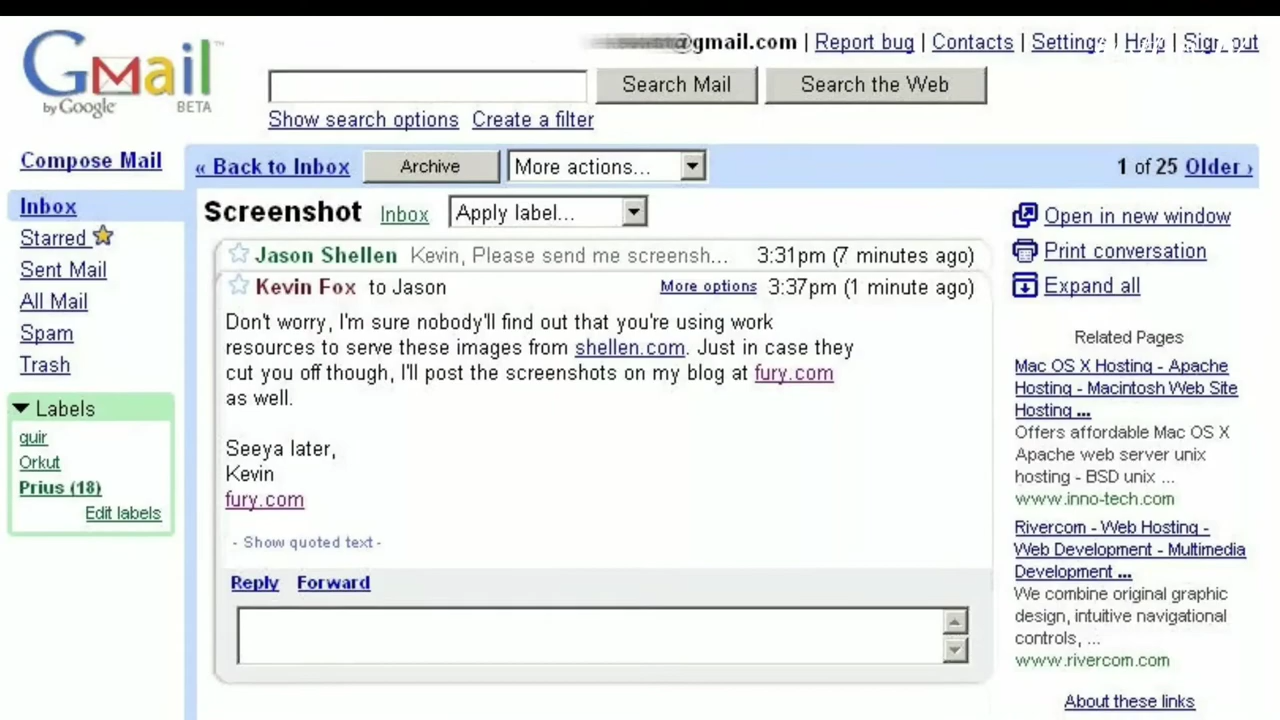 Gmail™
by Google BETA
@gmail.com | Report bug | Contacts | Settings | Help | Sign out
Search Mail Search the Web
Show search options Create a filter
Compose Mail
Inbox
Starred
Sent Mail
All Mail
Spam
Trash
Labels
quir
Orkut
Prius (18)
Edit labels
« Back to Inbox Archive More actions... 1 of 25 Older ›
Screenshot Inbox Apply label...
Jason Shellen Kevin, Please send me screensh... 3:31pm (7 minutes ago)
Kevin Fox to Jason More options 3:37pm (1 minute ago)
Don't worry, I'm sure nobody'll find out that you're using work
resources to serve these images from shellen.com. Just in case they
cut you off though, I'll post the screenshots on my blog at fury.com
as well.
Seeya later,
Kevin
fury.com
- Show quoted text -
Reply Forward
Open in new window
Print conversation
Expand all
Related Pages
Mac OS X Hosting - Apache
Hosting - Macintosh Web Site
Hosting ...
Offers affordable Mac OS X
Apache web server unix
hosting - BSD unix ...
www.inno-tech.com
Rivercom - Web Hosting -
Web Development - Multimedia
Development ...
We combine original graphic
design, intuitive navigational
controls, ...
www.rivercom.com
About these links